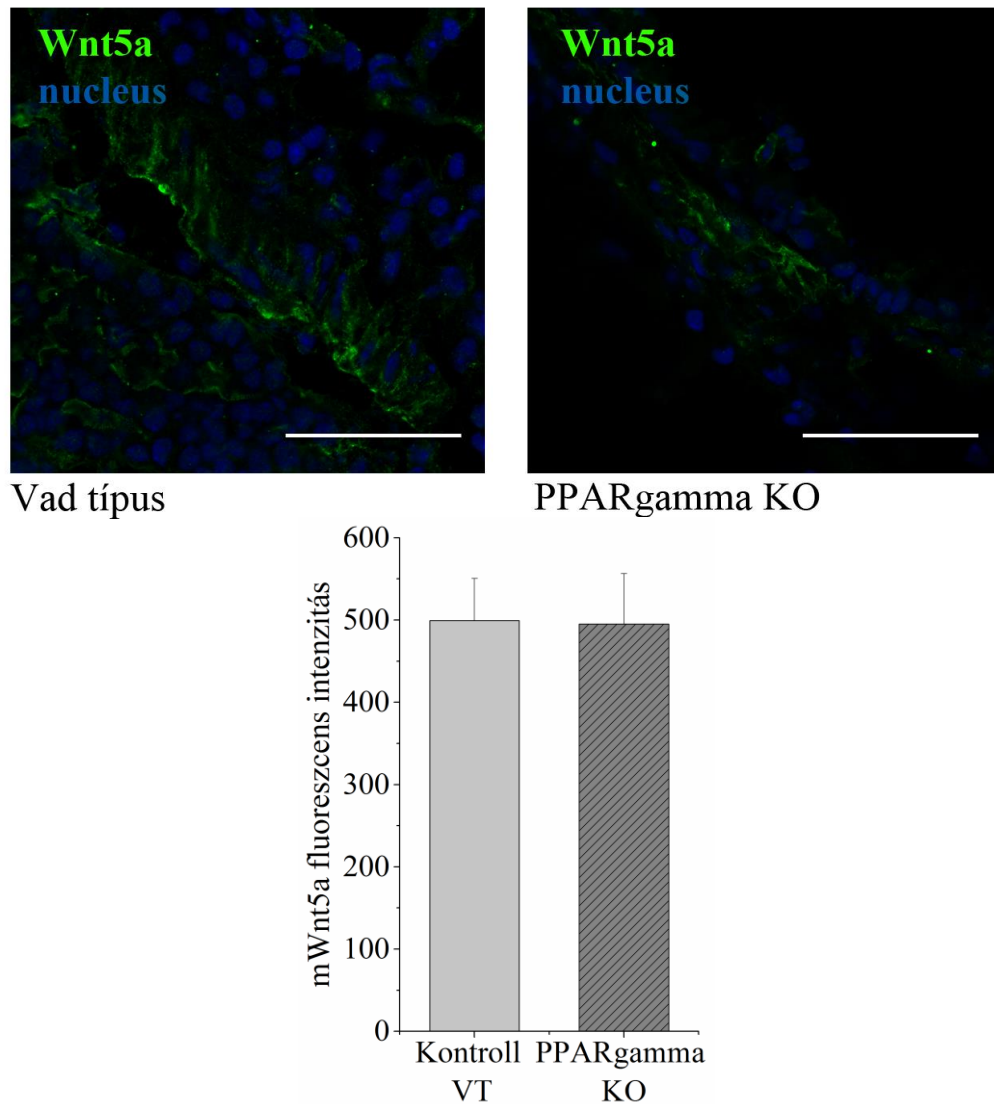 Wnt5a
nucleus
Wnt5a
nucleus
Vad típus
PPARgamma KO
mWnt5a fluoreszcens intenzitás
600
500
400
300
200
100
0
Kontroll
VT
PPARgamma
KO